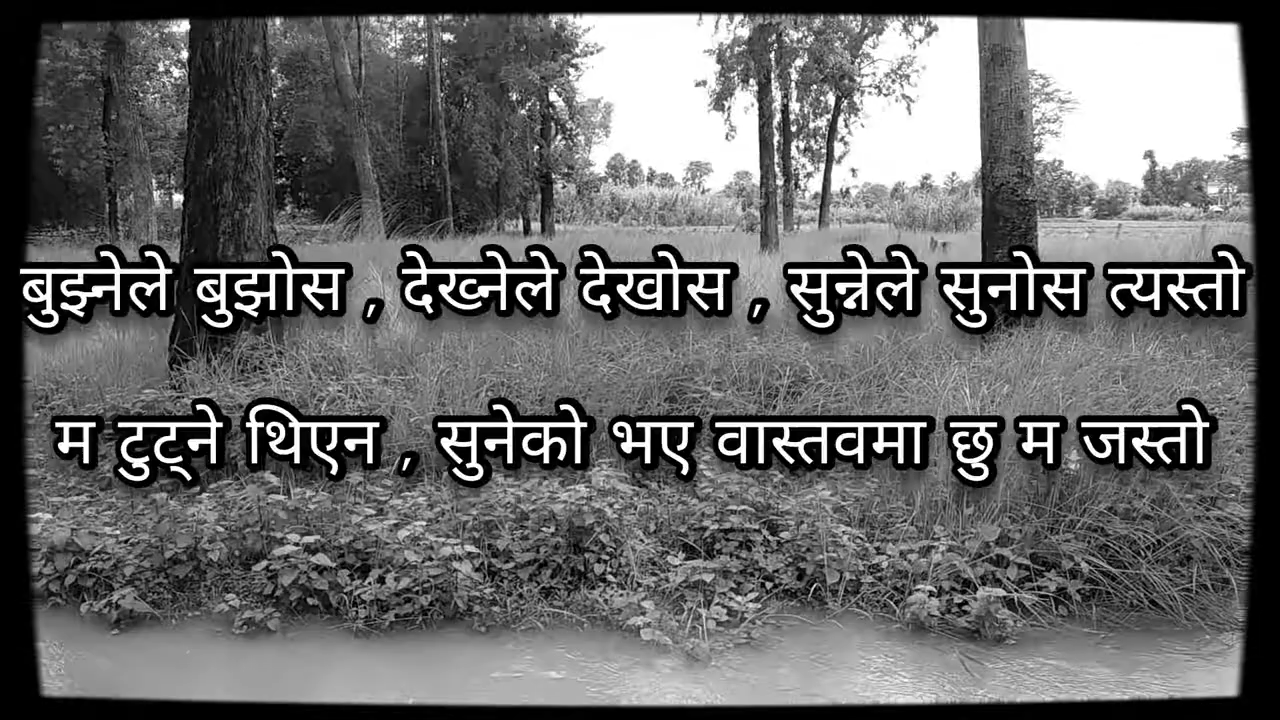 बुझ्नेले बुझोस , देख्नेले देखोस , सुन्नेले सुनोस त्यस्तो
म टुट्ने थिएन , सुनेको भए वास्तवमा छु म जस्तो